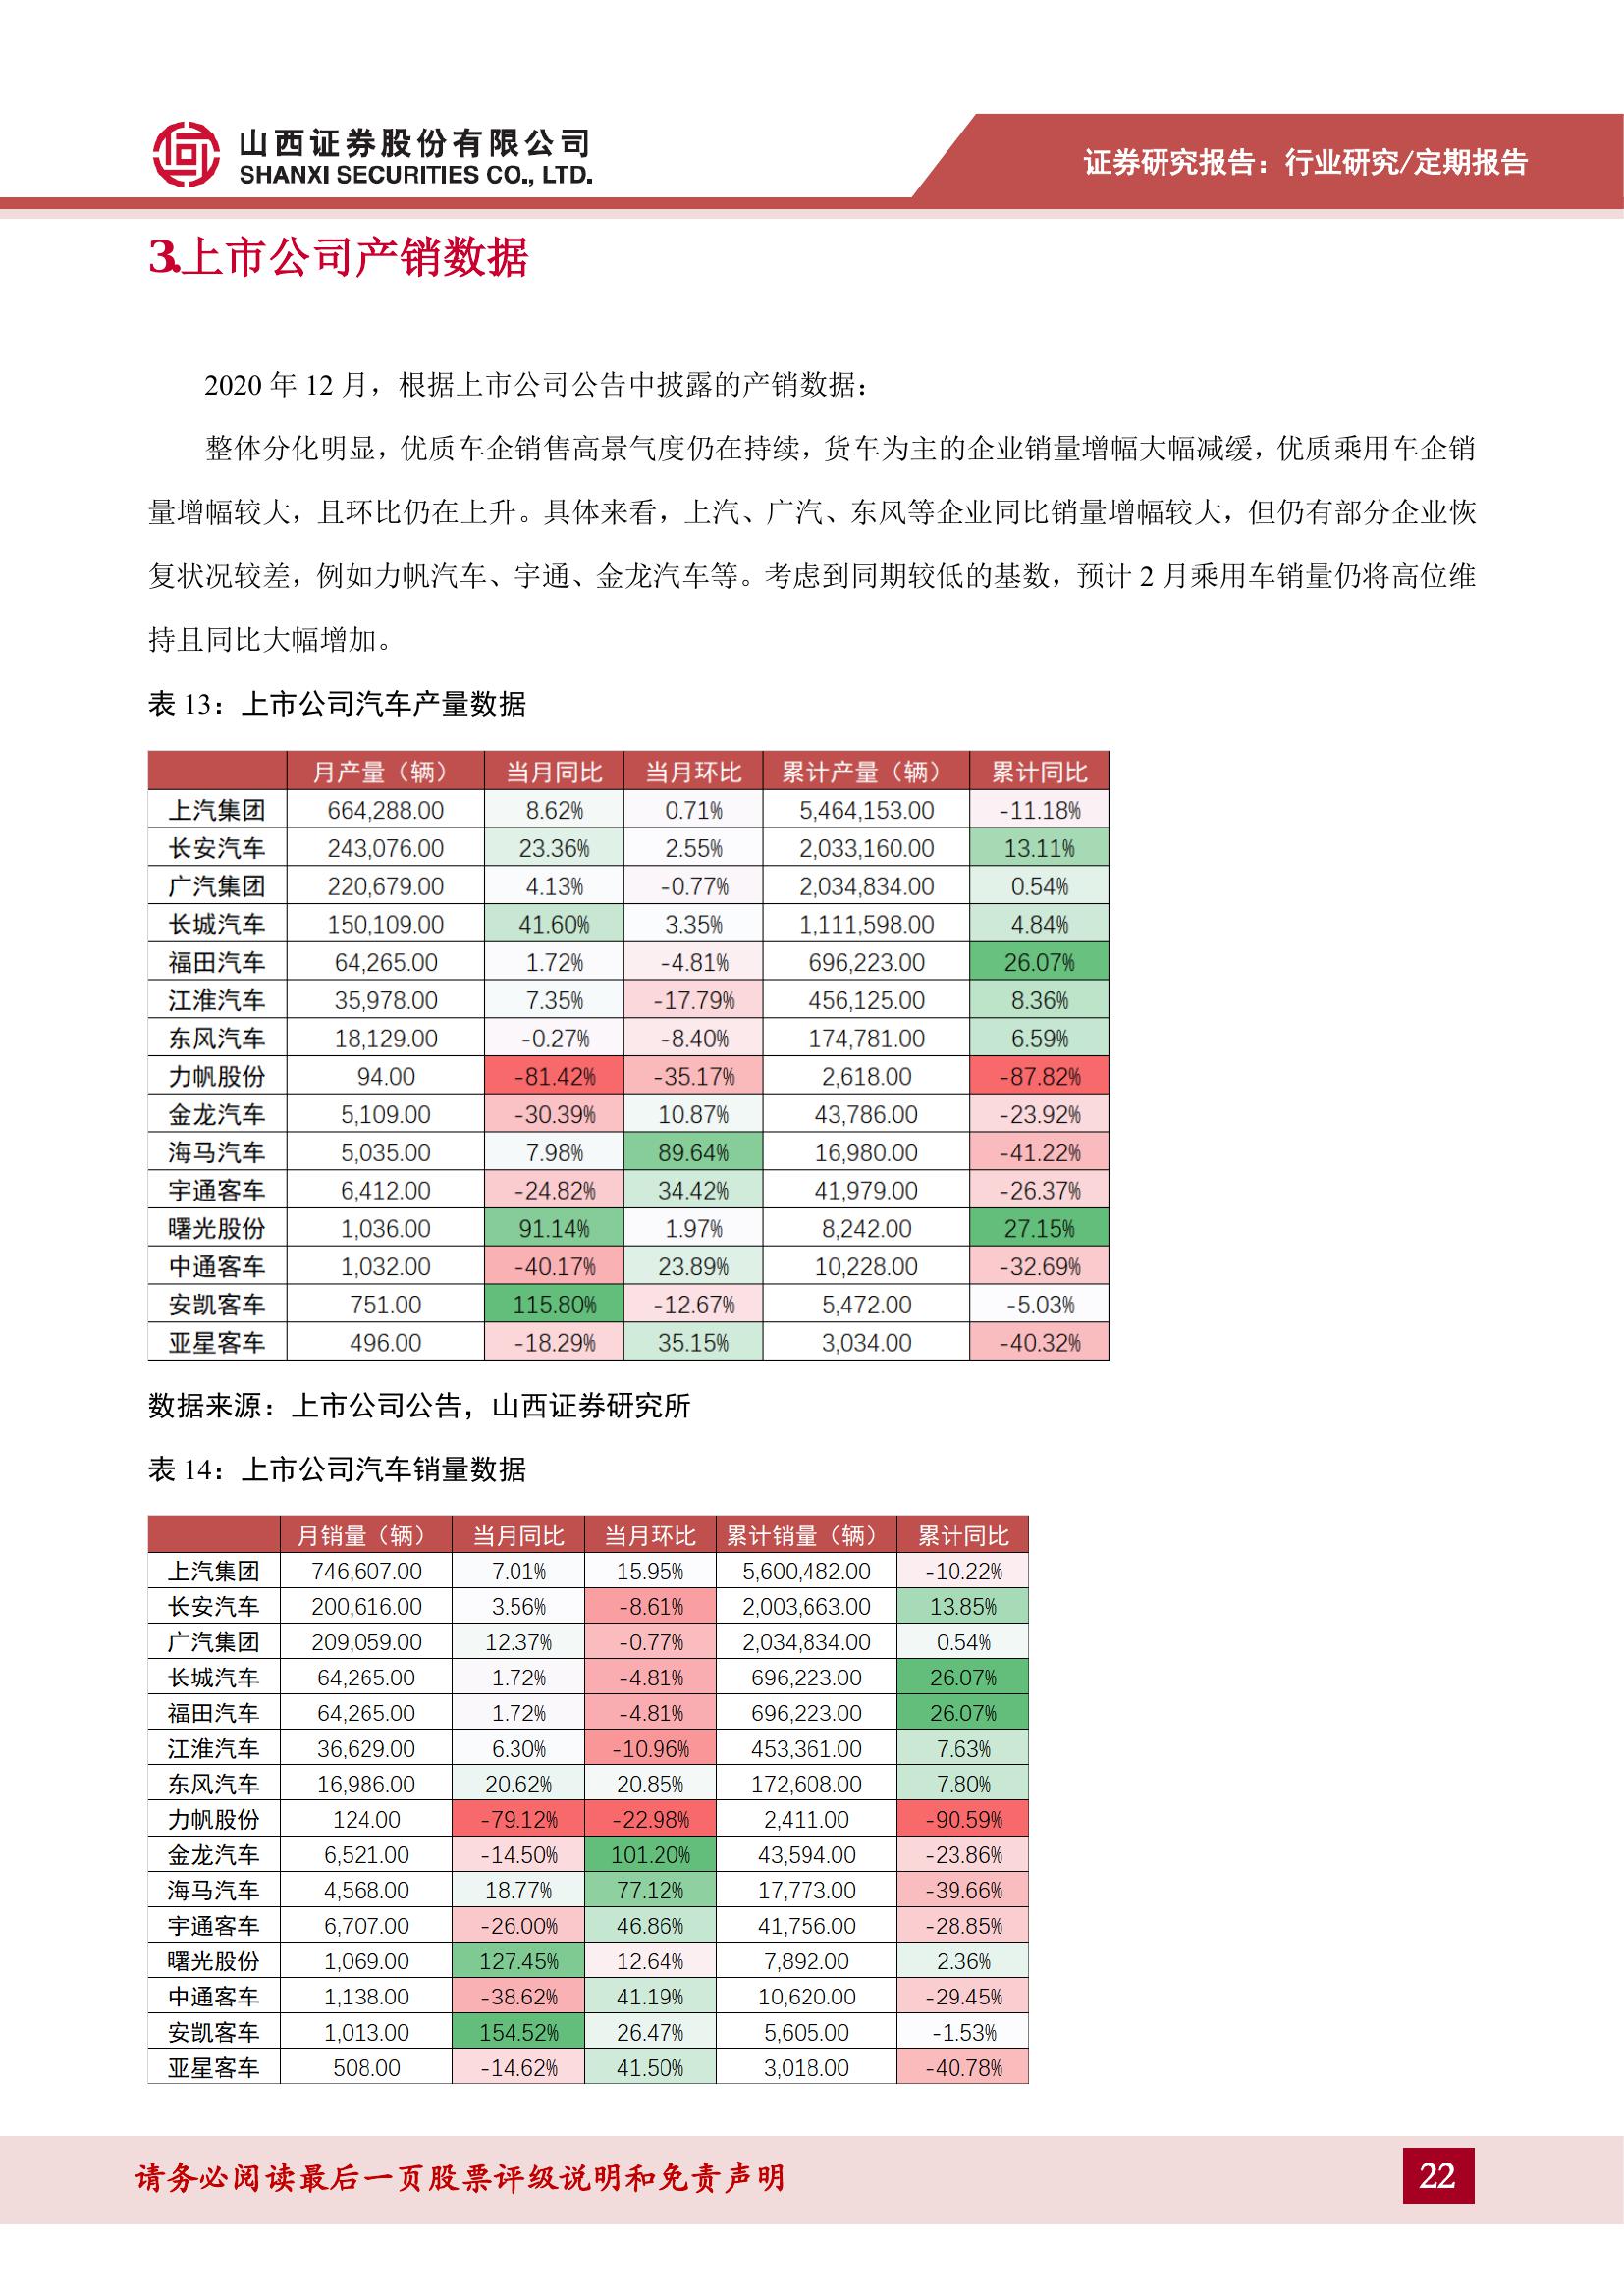 山西证券股份有限公司
SHANXI SECURITIES CO., LTD.
证券研究报告：行业研究/定期报告
3.上市公司产销数据
2020 年 12 月，根据上市公司公告中披露的产销数据：
整体分化明显，优质车企销售高景气度仍在持续，货车为主的企业销量增幅大幅减缓，优质乘用车企销
量增幅较大，且环比仍在上升。具体来看，上汽、广汽、东风等企业同比销量增幅较大，但仍有部分企业恢
复状况较差，例如力帆汽车、宇通、金龙汽车等。考虑到同期较低的基数，预计 2 月乘用车销量仍将高位维
持且同比大幅增加。
表 13：上市公司汽车产量数据
月产量（辆） 当月同比 当月环比 累计产量（辆） 累计同比
上汽集团 664,288.00 8.62% 0.71% 5,464,153.00 -11.18%
长安汽车 243,076.00 23.36% 2.55% 2,033,160.00 13.11%
广汽集团 220,679.00 4.13% -0.77% 2,034,834.00 0.54%
长城汽车 150,109.00 41.60% 3.35% 1,111,598.00 4.84%
福田汽车 64,265.00 1.72% -4.81% 696,223.00 26.07%
江淮汽车 35,978.00 7.35% -17.79% 456,125.00 8.36%
东风汽车 18,129.00 -0.27% -8.40% 174,781.00 6.59%
力帆股份 94.00 -81.42% -35.17% 2,618.00 -87.82%
金龙汽车 5,109.00 -30.39% 10.87% 43,786.00 -23.92%
海马汽车 5,035.00 7.98% 89.64% 16,980.00 -41.22%
宇通客车 6,412.00 -24.82% 34.42% 41,979.00 -26.37%
曙光股份 1,036.00 91.14% 1.97% 8,242.00 27.15%
中通客车 1,032.00 -40.17% 23.89% 10,228.00 -32.69%
安凯客车 751.00 115.80% -12.67% 5,472.00 -5.03%
亚星客车 496.00 -18.29% 35.15% 3,034.00 -40.32%
数据来源：上市公司公告，山西证券研究所
表 14：上市公司汽车销量数据
月销量（辆） 当月同比 当月环比 累计销量（辆） 累计同比
上汽集团 746,607.00 7.01% 15.95% 5,600,482.00 -10.22%
长安汽车 200,616.00 3.56% -8.61% 2,003,663.00 13.85%
广汽集团 209,059.00 12.37% -0.77% 2,034,834.00 0.54%
长城汽车 64,265.00 1.72% -4.81% 696,223.00 26.07%
福田汽车 64,265.00 1.72% -4.81% 696,223.00 26.07%
江淮汽车 36,629.00 6.30% -10.96% 453,361.00 7.63%
东风汽车 16,986.00 20.62% 20.85% 172,608.00 7.80%
力帆股份 124.00 -79.12% -22.98% 2,411.00 -90.59%
金龙汽车 6,521.00 -14.50% 101.20% 43,594.00 -23.86%
海马汽车 4,568.00 18.77% 77.12% 17,773.00 -39.66%
宇通客车 6,707.00 -26.00% 46.86% 41,756.00 -28.85%
曙光股份 1,069.00 127.45% 12.64% 7,892.00 2.36%
中通客车 1,138.00 -38.62% 41.19% 10,620.00 -29.45%
安凯客车 1,013.00 154.52% 26.47% 5,605.00 -1.53%
亚星客车 508.00 -14.62% 41.50% 3,018.00 -40.78%
请务必阅读最后一页股票评级说明和免责声明
22